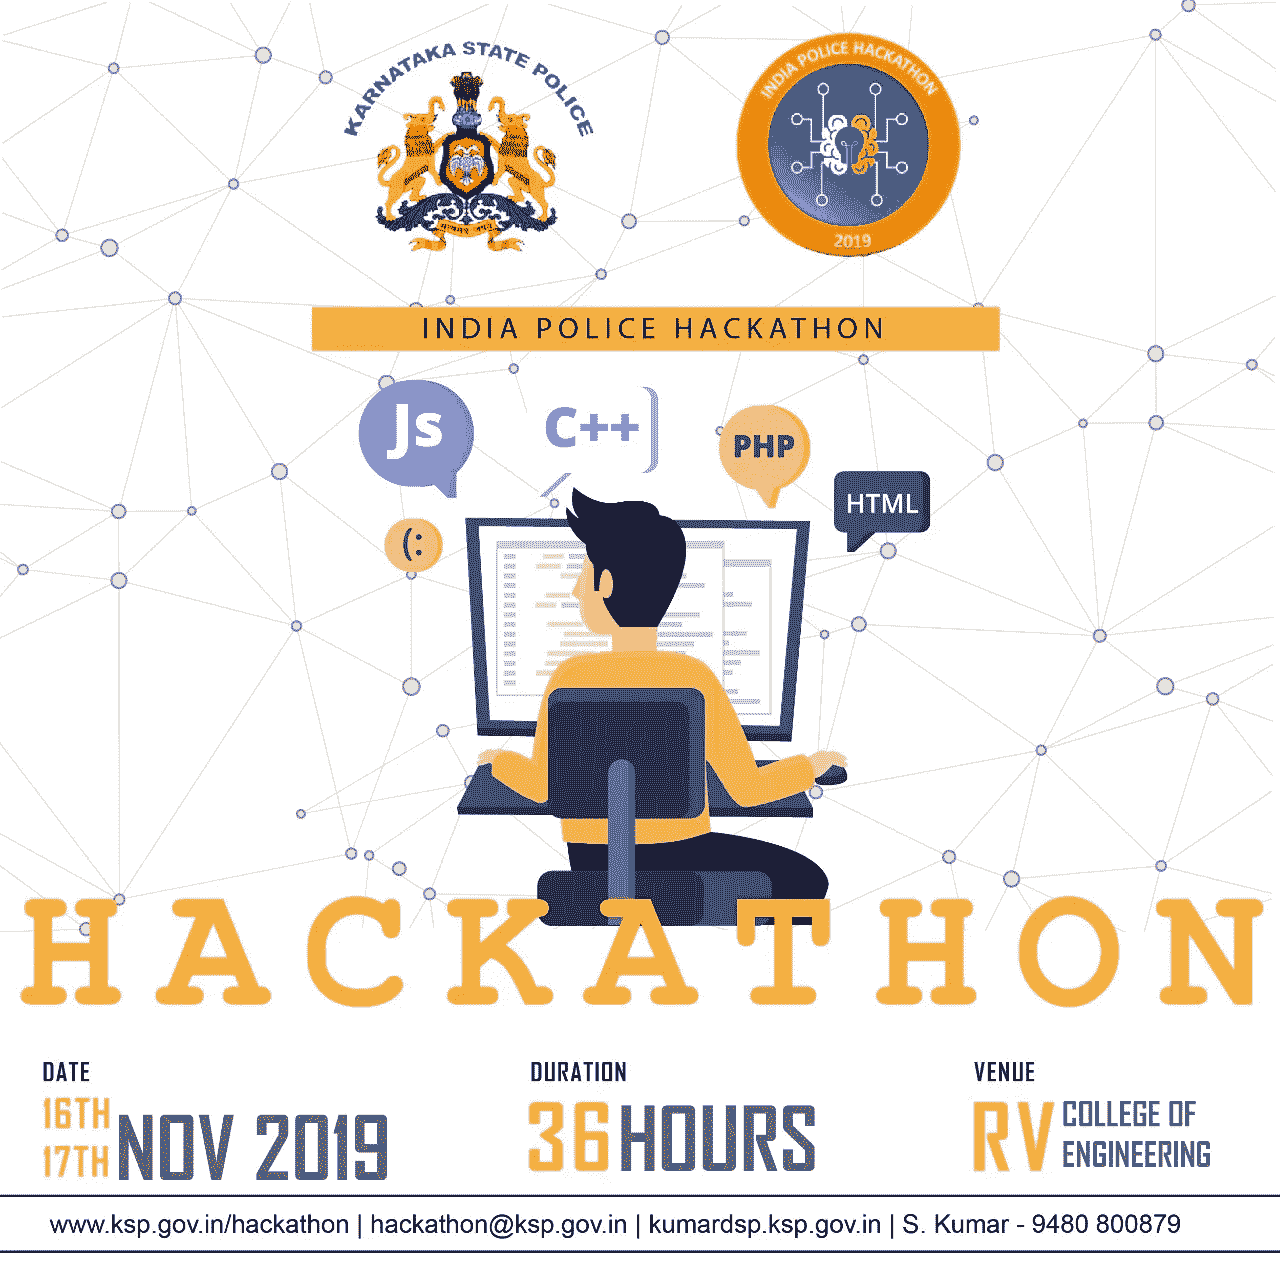 KARNATAKA STATE POLICE
INDIA POLICE HACKATHON
2019
INDIA POLICE HACKATHON
Js
C++
PHP
HTML
(:
HACKATHON
DATE
16TH
17TH
NOV 2019
DURATION
36 HOURS
VENUE
RV
COLLEGE OF
ENGINEERING
www.ksp.gov.in/hackathon | hackathon@ksp.gov.in | kumardsp.ksp.gov.in | S. Kumar - 9480 800879